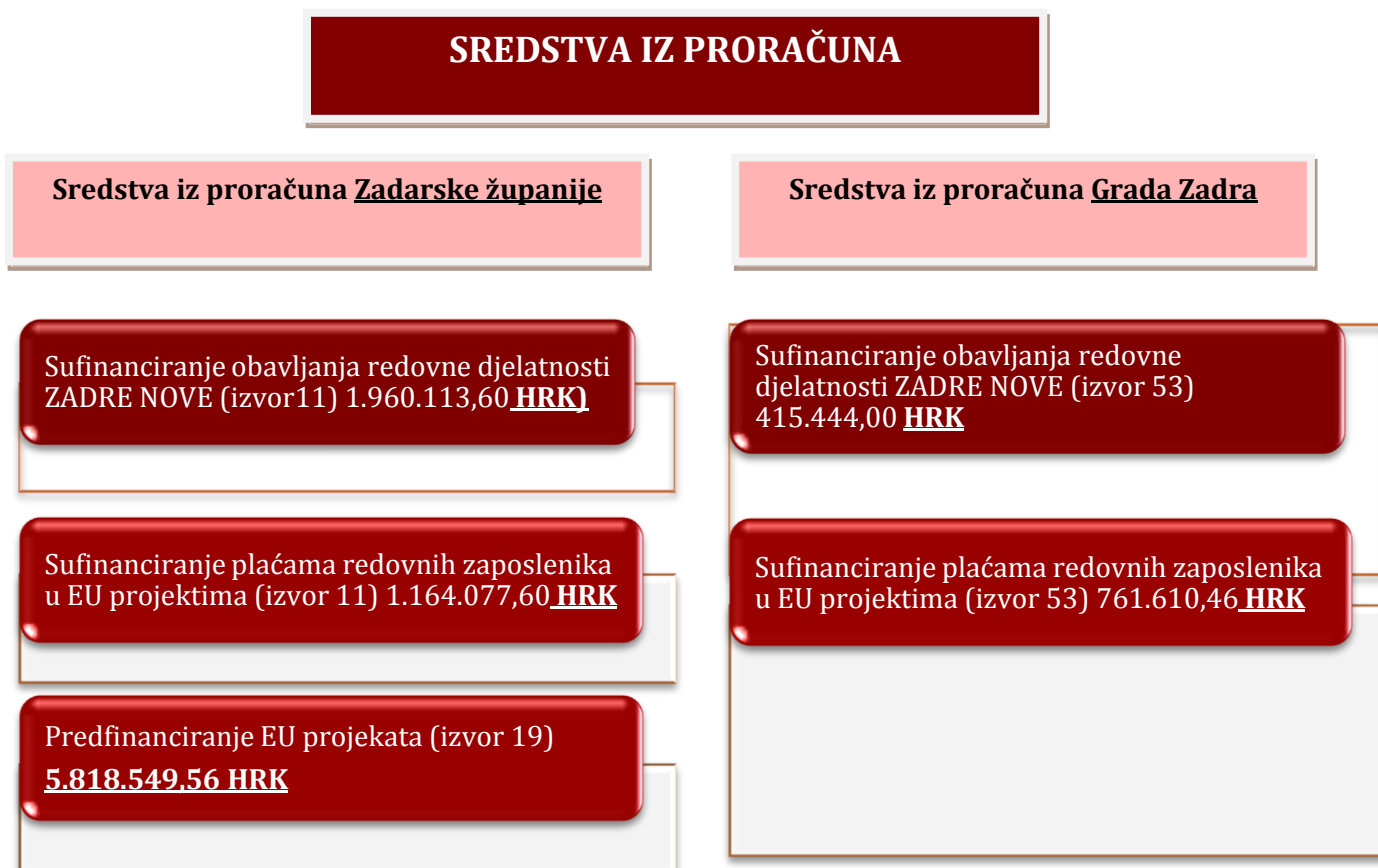 SREDSTVA IZ PRORAČUNA
Sredstva iz proračuna Zadarske županije
Sufinanciranje obavljanja redovne djelatnosti
ZADRE NOVE (izvor11) 1.960.113,60 HRK)
Sufinanciranje plaćama redovnih zaposlenika
u EU projektima (izvor 11) 1.164.077,60 HRK
Predfinanciranje EU projekata (izvor 19)
5.818.549,56 HRK
Sredstva iz proračuna Grada Zadra
Sufinanciranje obavljanja redovne
djelatnosti ZADRE NOVE (izvor 53)
415.444,00 HRK
Sufinanciranje plaćama redovnih zaposlenika
u EU projektima (izvor 53) 761.610,46 HRK